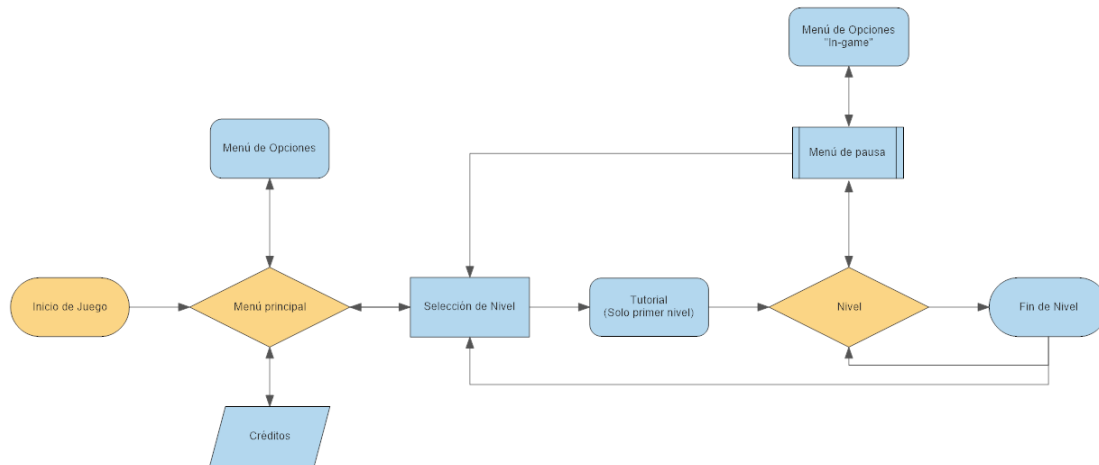 Menú de Opciones
"In-game"
Menú de Opciones
Menú de pausa
Inicio de Juego
Menú principal
Selección de Nivel
Tutorial
(Solo primer nivel)
Nivel
Fin de Nivel
Créditos